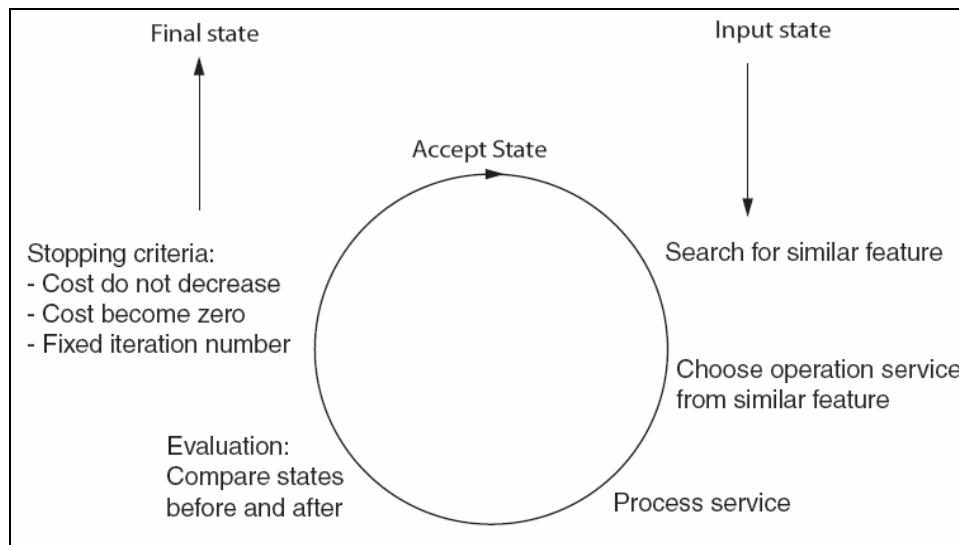 Final state
Input state
Accept State
Search for similar feature
Choose operation service
from similar feature
Process service
Evaluation:
Compare states
before and after
Stopping criteria:
- Cost do not decrease
- Cost become zero
- Fixed iteration number